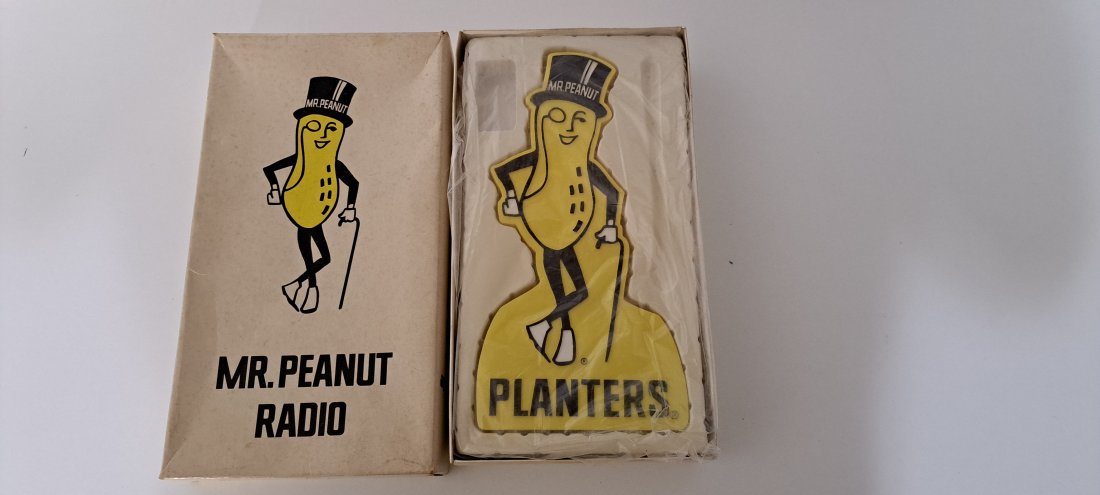 MR. PEANUT
MR. PEANUT
RADIO
MR. PEANUT
®
PLANTERS®